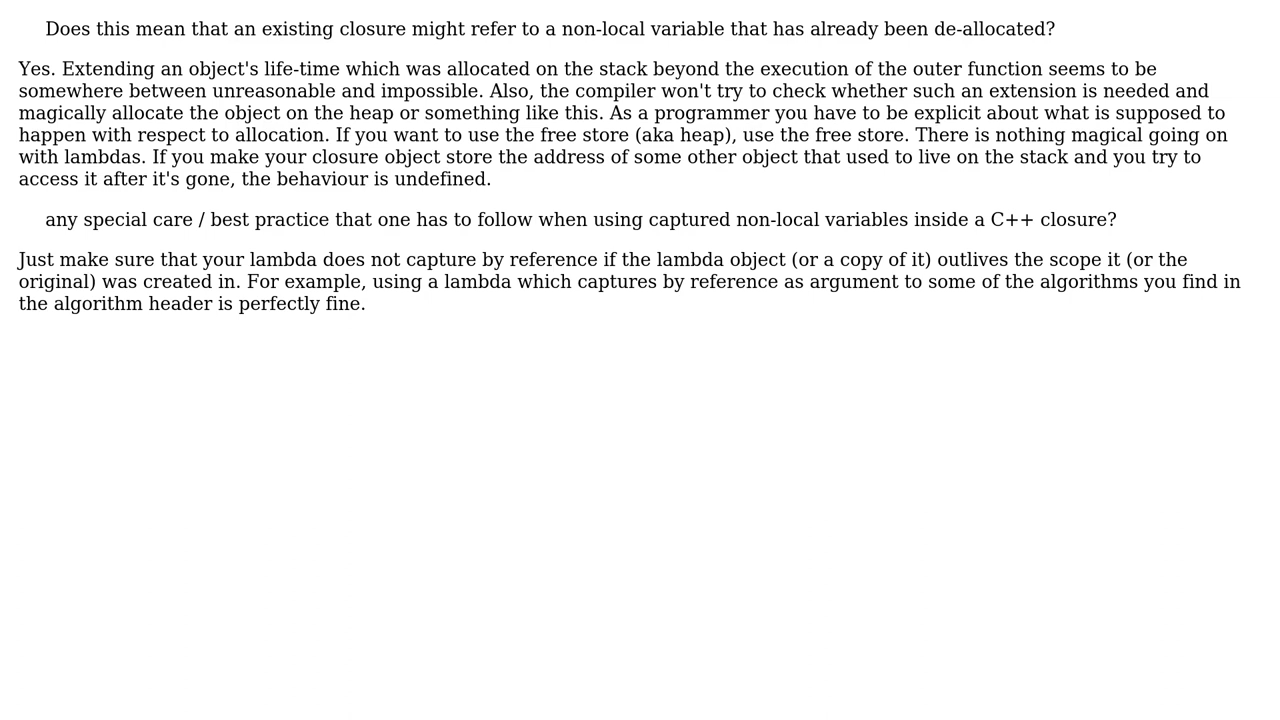 Does this mean that an existing closure might refer to a non-local variable that has already been de-allocated?
Yes. Extending an object's life-time which was allocated on the stack beyond the execution of the outer function seems to be
somewhere between unreasonable and impossible. Also, the compiler won't try to check whether such an extension is needed and
magically allocate the object on the heap or something like this. As a programmer you have to be explicit about what is supposed to
happen with respect to allocation. If you want to use the free store (aka heap), use the free store. There is nothing magical going on
with lambdas. If you make your closure object store the address of some other object that used to live on the stack and you try to
access it after it's gone, the behaviour is undefined.
any special care / best practice that one has to follow when using captured non-local variables inside a C++ closure?
Just make sure that your lambda does not capture by reference if the lambda object (or a copy of it) outlives the scope it (or the
original) was created in. For example, using a lambda which captures by reference as argument to some of the algorithms you find in
the algorithm header is perfectly fine.